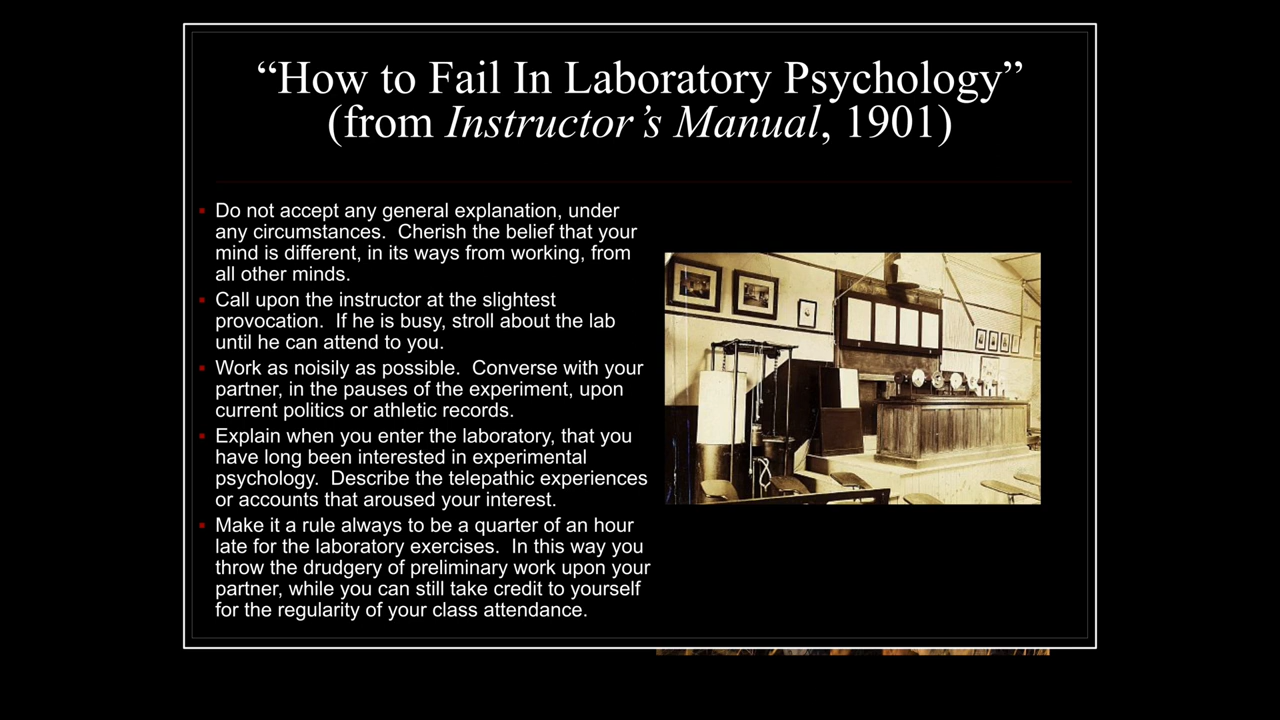 “How to Fail In Laboratory Psychology”
(from Instructor’s Manual, 1901)
Do not accept any general explanation, under
any circumstances.  Cherish the belief that your
mind is different, in its ways from working, from
all other minds.
Call upon the instructor at the slightest
provocation.  If he is busy, stroll about the lab
until he can attend to you.
Work as noisily as possible.  Converse with your
partner, in the pauses of the experiment, upon
current politics or athletic records.
Explain when you enter the laboratory, that you
have long been interested in experimental
psychology.  Describe the telepathic experiences
or accounts that aroused your interest.
Make it a rule always to be a quarter of an hour
late for the laboratory exercises.  In this way you
throw the drudgery of preliminary work upon your
partner, while you can still take credit to yourself
for the regularity of your class attendance.